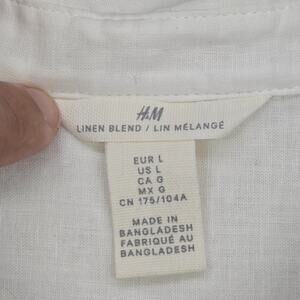 H&M
LINEN BLEND / LIN MÉLANGÉ
EUR L
US L
CA G
MX G
CN 175/104A
MADE IN
BANGLADESH
FABRIQUÉ AU
BANGLADESH